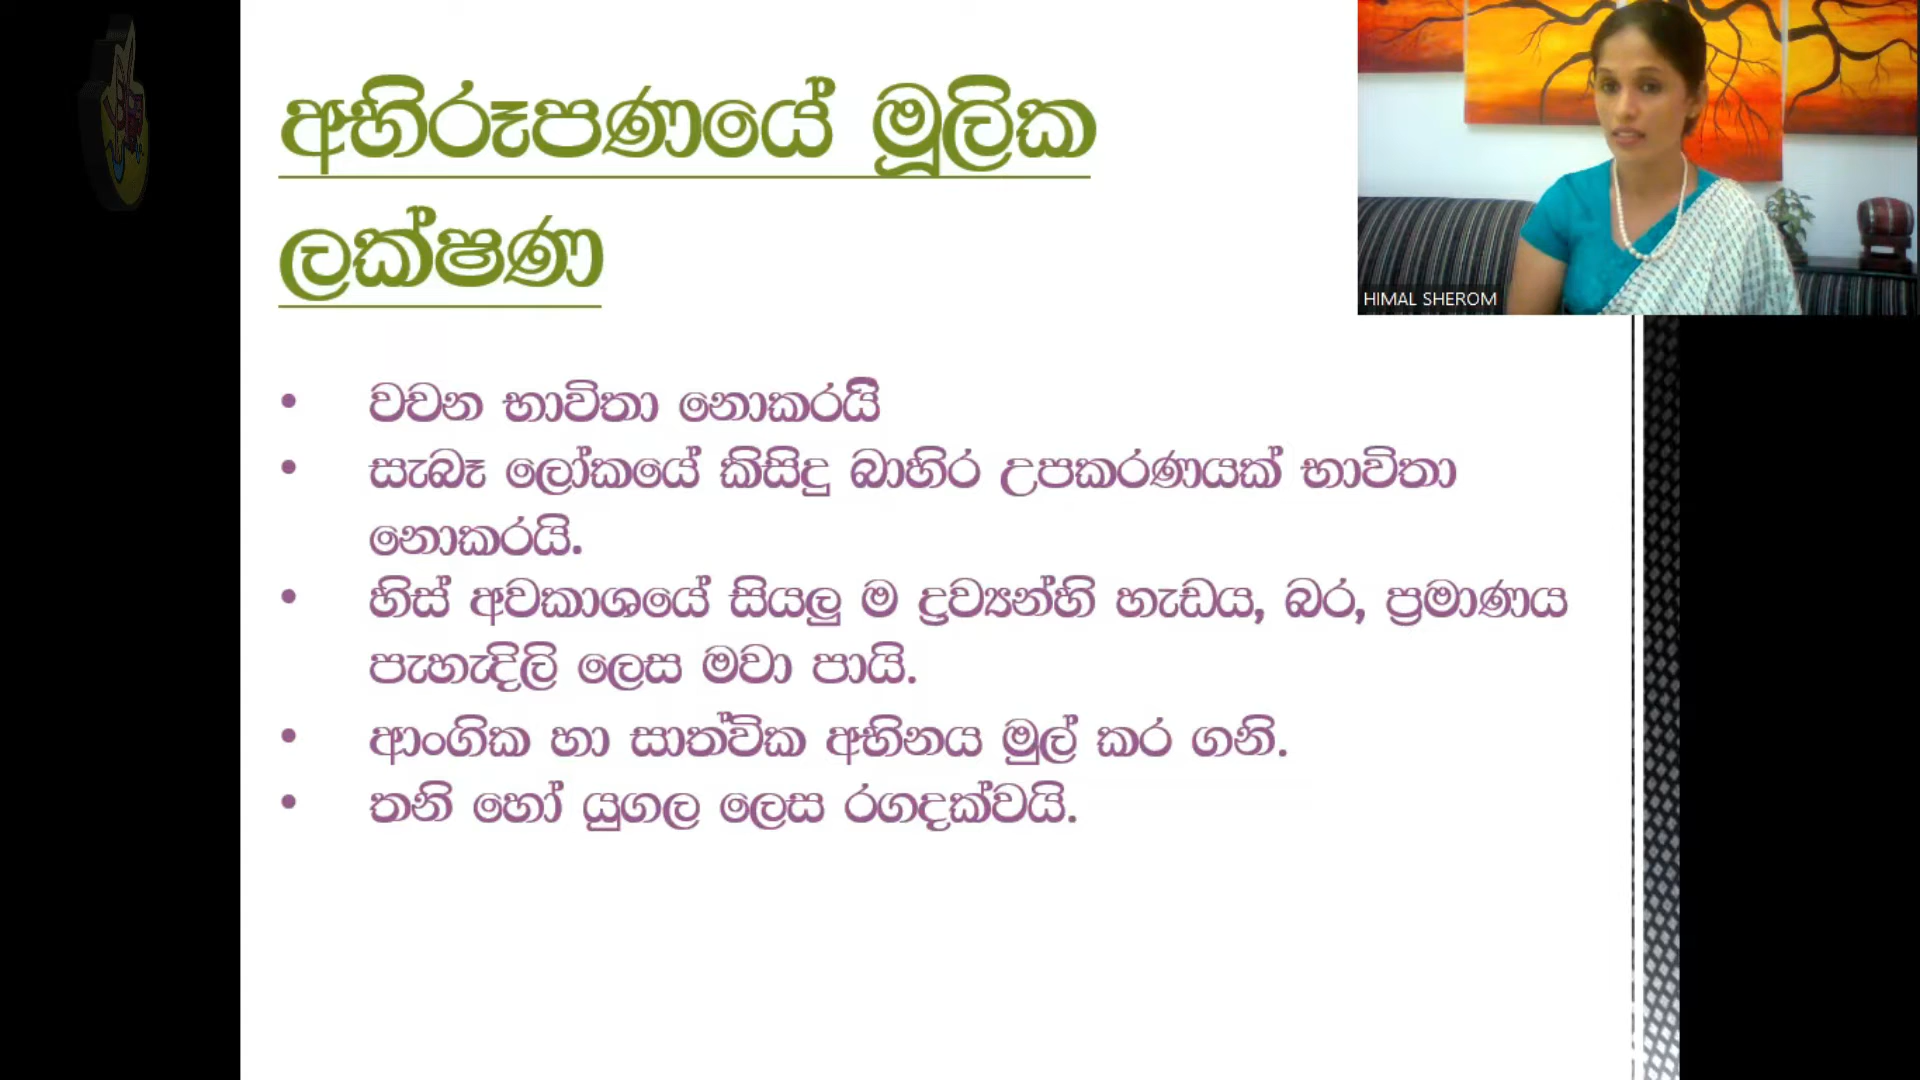 අභිරූපණයේ මූලික
ලක්ෂණ
HIMAL SHEROM
• වචන භාවිතා නොකරයි
• සැබෑ ලෝකයේ කිසිදු බාහිර උපකරණයක් භාවිතා
නොකරයි.
• හිස් අවකාශයේ සියලු ම ද්‍රව්‍යන්හි හැඩය, බර, ප්‍රමාණය
පැහැදිලි ලෙස මවා පායි.
• ආංගික හා සාත්වික අභිනය මුල් කර ගනි.
• තනි හෝ යුගල ලෙස රගදක්වයි.